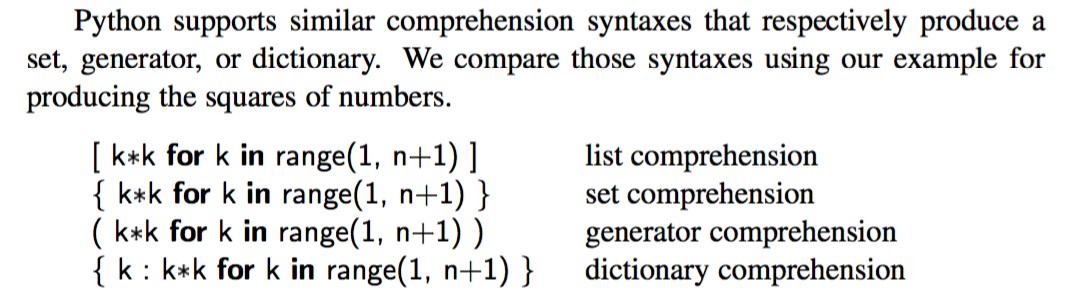 Python supports similar comprehension syntaxes that respectively produce a
set, generator, or dictionary. We compare those syntaxes using our example for
producing the squares of numbers.
[ k*k for k in range(1, n+1) ] list comprehension
{ k*k for k in range(1, n+1) } set comprehension
( k*k for k in range(1, n+1) ) generator comprehension
{ k : k*k for k in range(1, n+1) } dictionary comprehension